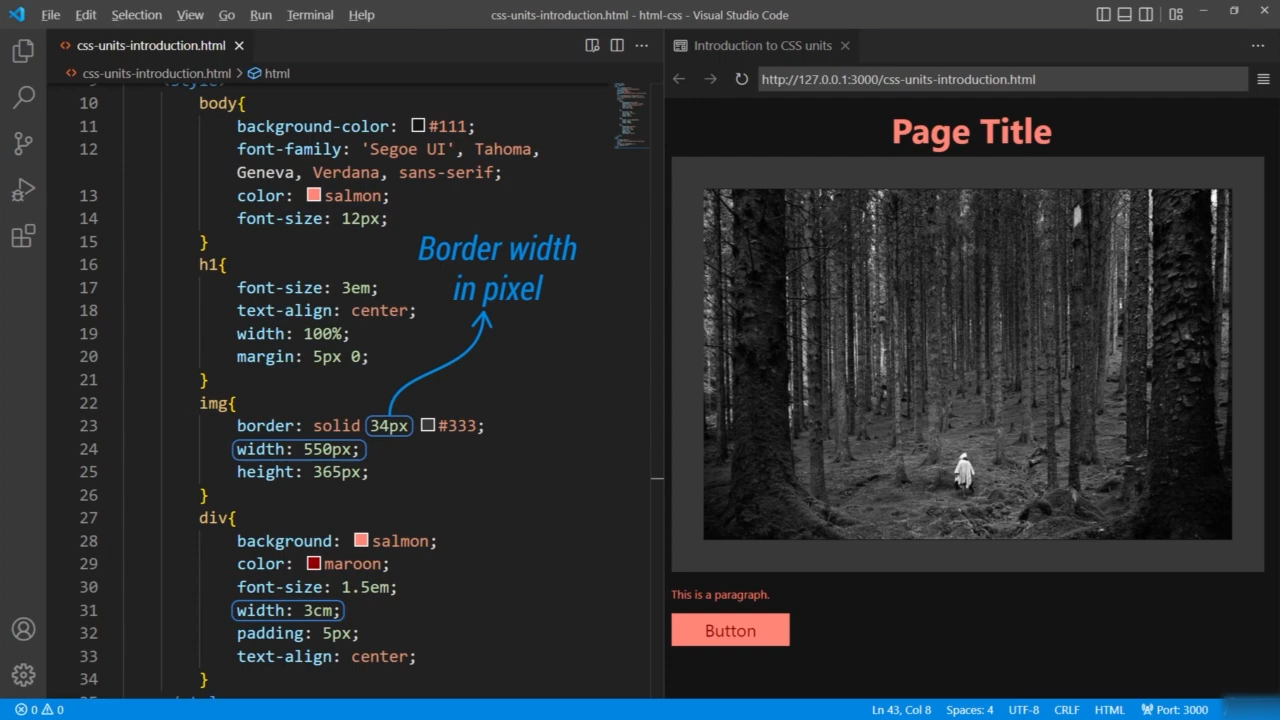 File Edit Selection View Go Run Terminal Help
css-units-introduction.html - html-css - Visual Studio Code
css-units-introduction.html
Introduction to CSS units
css-units-introduction.html > html
http://127.0.0.1:3000/css-units-introduction.html
10 body{
11 background-color: #111;
12 font-family: 'Segoe UI', Tahoma,
Geneva, Verdana, sans-serif;
13 color: salmon;
14 font-size: 12px;
15 }
16 h1{
17 font-size: 3em;
18 text-align: center;
19 width: 100%;
20 margin: 5px 0;
21 }
22 img{
23 border: solid 34px #333;
24 width: 550px;
25 height: 365px;
26 }
27 div{
28 background: salmon;
29 color: maroon;
30 font-size: 1.5em;
31 width: 3cm;
32 padding: 5px;
33 text-align: center;
34 }
Border width
in pixel
Page Title
This is a paragraph.
Button
0 0
Ln 43, Col 8 Spaces: 4 UTF-8 CRLF HTML Port: 3000